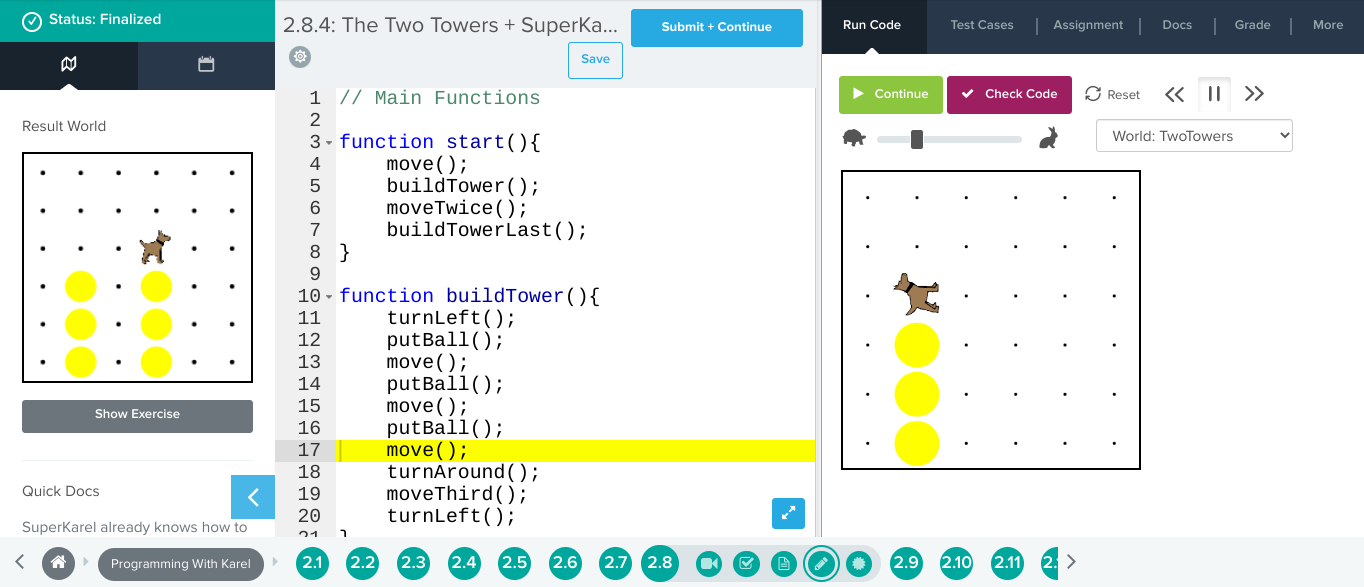 Status: Finalized
Result World
Show Exercise
Quick Docs
SuperKarel already knows how to
2.8.4: The Two Towers + SuperKa...
Submit + Continue
Save
1 // Main Functions
2
3 function start(){
4 move();
5 buildTower();
6 moveTwice();
7 buildTowerLast();
8 }
9
10 function buildTower(){
11 turnLeft();
12 putBall();
13 move();
14 putBall();
15 move();
16 putBall();
17 move();
18 turnAround();
19 moveThird();
20 turnLeft();
21 }
Run Code Test Cases Assignment Docs Grade More
Continue Check Code Reset
World: TwoTowers
Programming With Karel 2.1 2.2 2.3 2.4 2.5 2.6 2.7 2.8 2.9 2.10 2.11